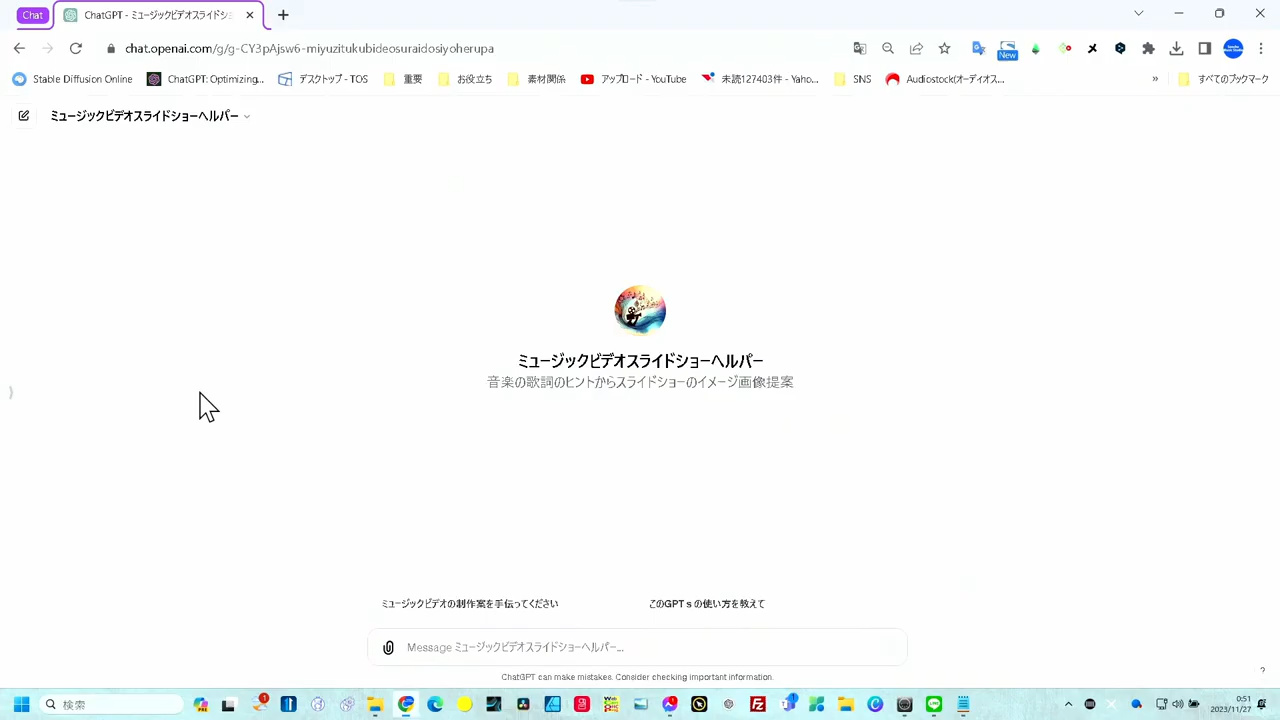 Chat
ChatGPT - ミュージックビデオスライドショ
chat.openai.com/g/g-CY3pAjsw6-miyuzitukubideosuraidosiyoherupa
New
Stable Diffusion Online
ChatGPT: Optimizing...
デスクトップ - TOS
重要
お役立ち
素材関係
アップロード - YouTube
未読127403件 - Yaho...
SNS
Audiostock(オーディオス...
»
すべてのブックマーク
ミュージックビデオスライドショーヘルパー
ミュージックビデオスライドショーヘルパー
音楽の歌詞のヒントからスライドショーのイメージ画像提案
ミュージックビデオの制作案を手伝ってください
このGPTsの使い方を教えて
Message ミュージックビデオスライドショーヘルパー...
ChatGPT can make mistakes. Consider checking important information.
?
検索
0:51
2023/11/27